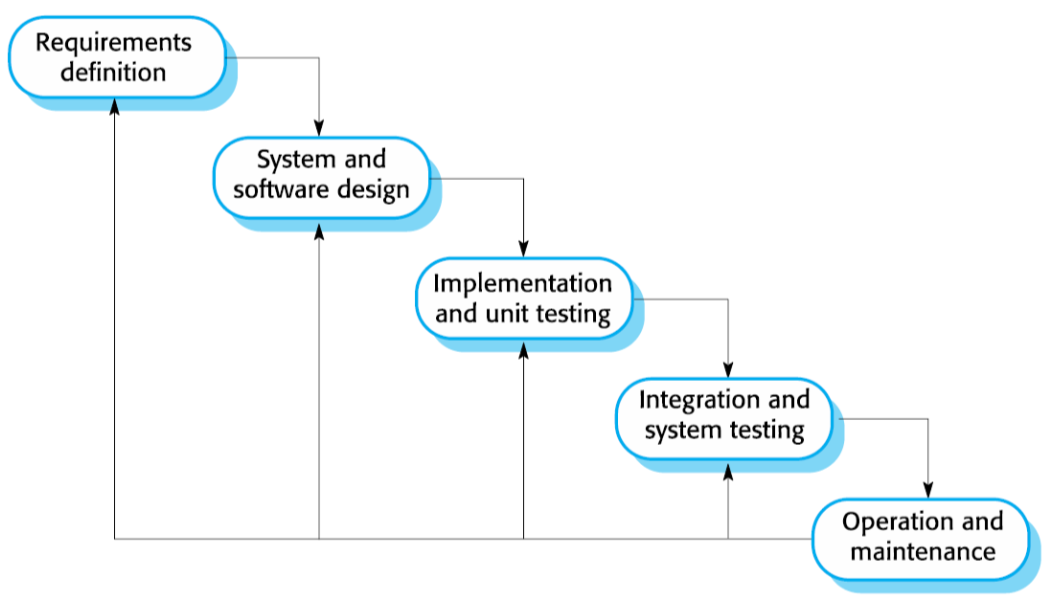 Requirements
definition
System and
software design
Implementation
and unit testing
Integration and
system testing
Operation and
maintenance